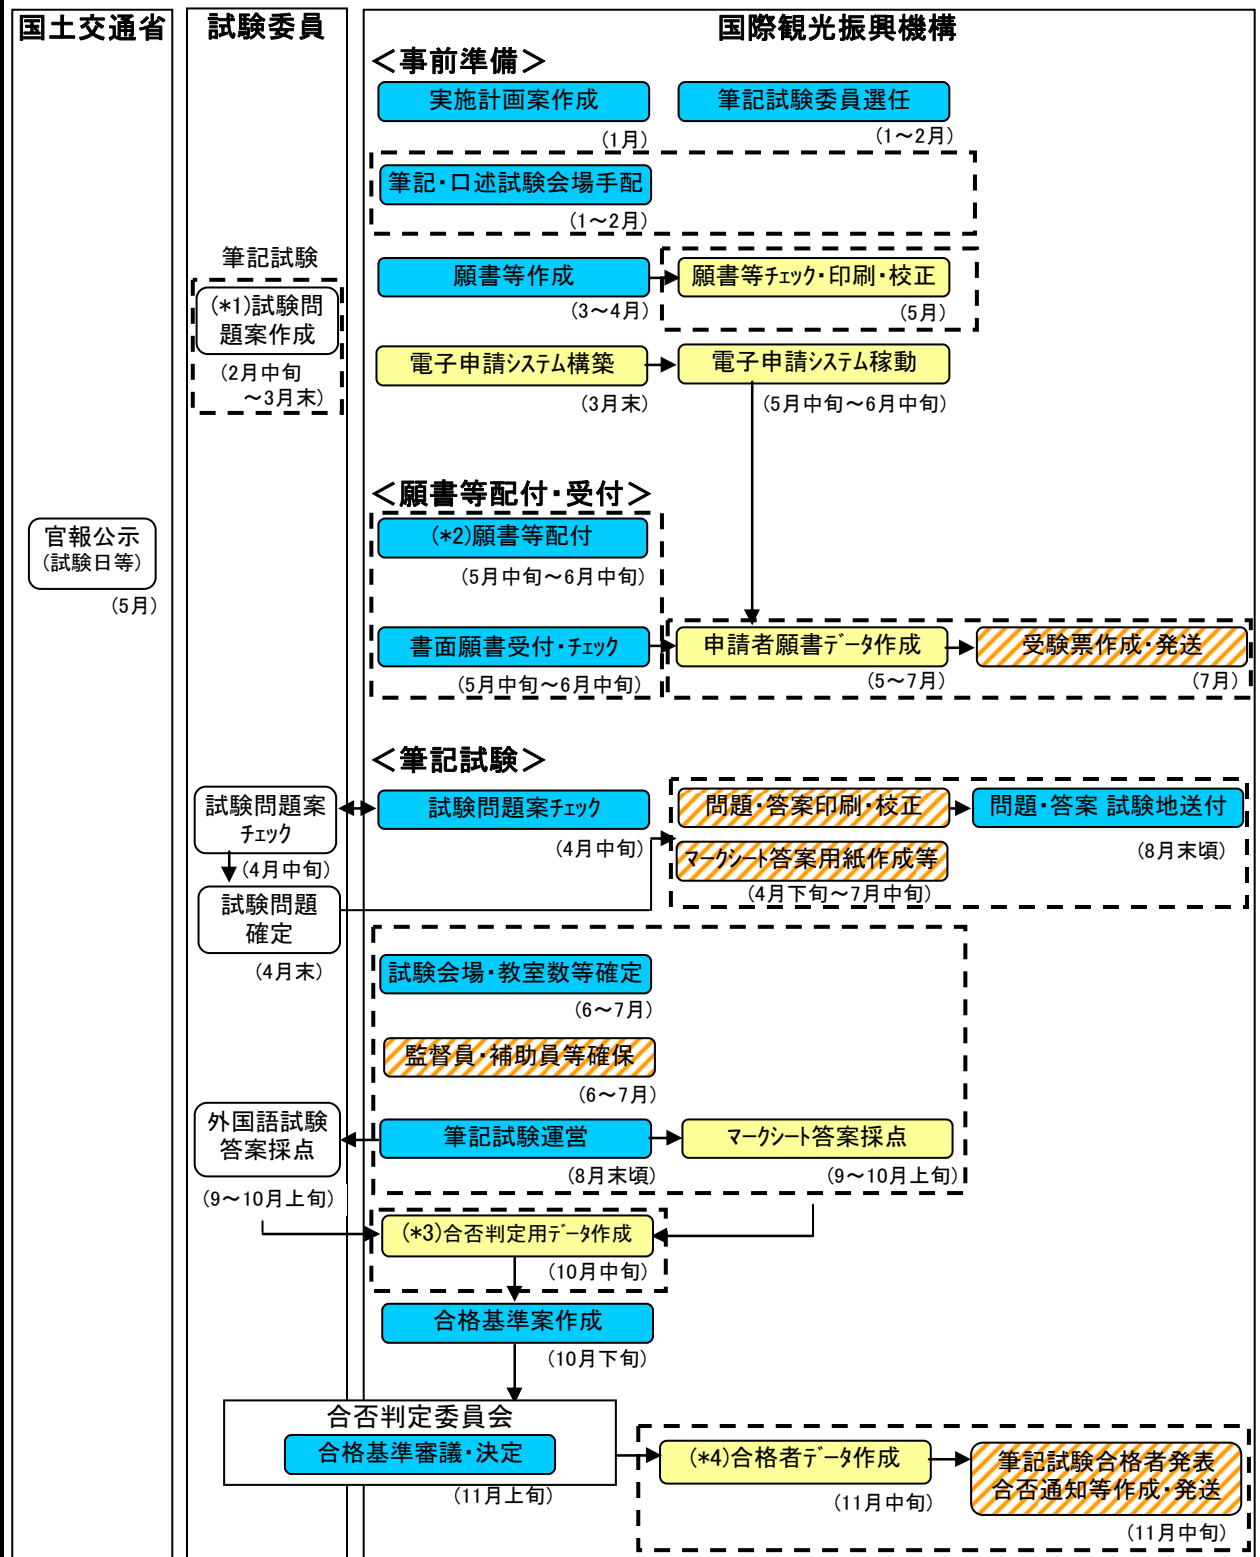 国土交通省
試験委員
国際観光振興機構
＜事前準備＞
実施計画案作成
筆記試験委員選任
(1月)
(1～2月)
筆記・口述試験会場手配
(1～2月)
筆記試験
(*1)試験問
題案作成
(2月中旬
～3月末)
願書等作成
願書等ﾁｪｯｸ・印刷・校正
(3～4月)
(5月)
電子申請ｼｽﾃﾑ構築
電子申請ｼｽﾃﾑ稼動
(3月末)
(5月中旬～6月中旬)
＜願書等配付・受付＞
官報公示
(試験日等)
(5月)
(*2)願書等配付
(5月中旬～6月中旬)
書面願書受付・ﾁｪｯｸ
申請者願書ﾃﾞｰﾀ作成
受験票作成・発送
(5月中旬～6月中旬)
(5～7月)
(7月)
＜筆記試験＞
試験問題案
ﾁｪｯｸ
(4月中旬)
試験問題案ﾁｪｯｸ
(4月中旬)
問題・答案印刷・校正
問題・答案 試験地送付
(8月末頃)
ﾏｰｸｼｰﾄ答案用紙作成等
(4月下旬～7月中旬)
試験問題
確定
(4月末)
試験会場・教室数等確定
(6～7月)
監督員・補助員等確保
(6～7月)
外国語試験
答案採点
(9～10月上旬)
筆記試験運営
ﾏｰｸｼｰﾄ答案採点
(8月末頃)
(9～10月上旬)
(*3)合否判定用ﾃﾞｰﾀ作成
(10月中旬)
合格基準案作成
(10月下旬)
合否判定委員会
合格基準審議・決定
(11月上旬)
(*4)合格者ﾃﾞｰﾀ作成
(11月中旬)
筆記試験合格者発表
合否通知等作成・発送
(11月中旬)